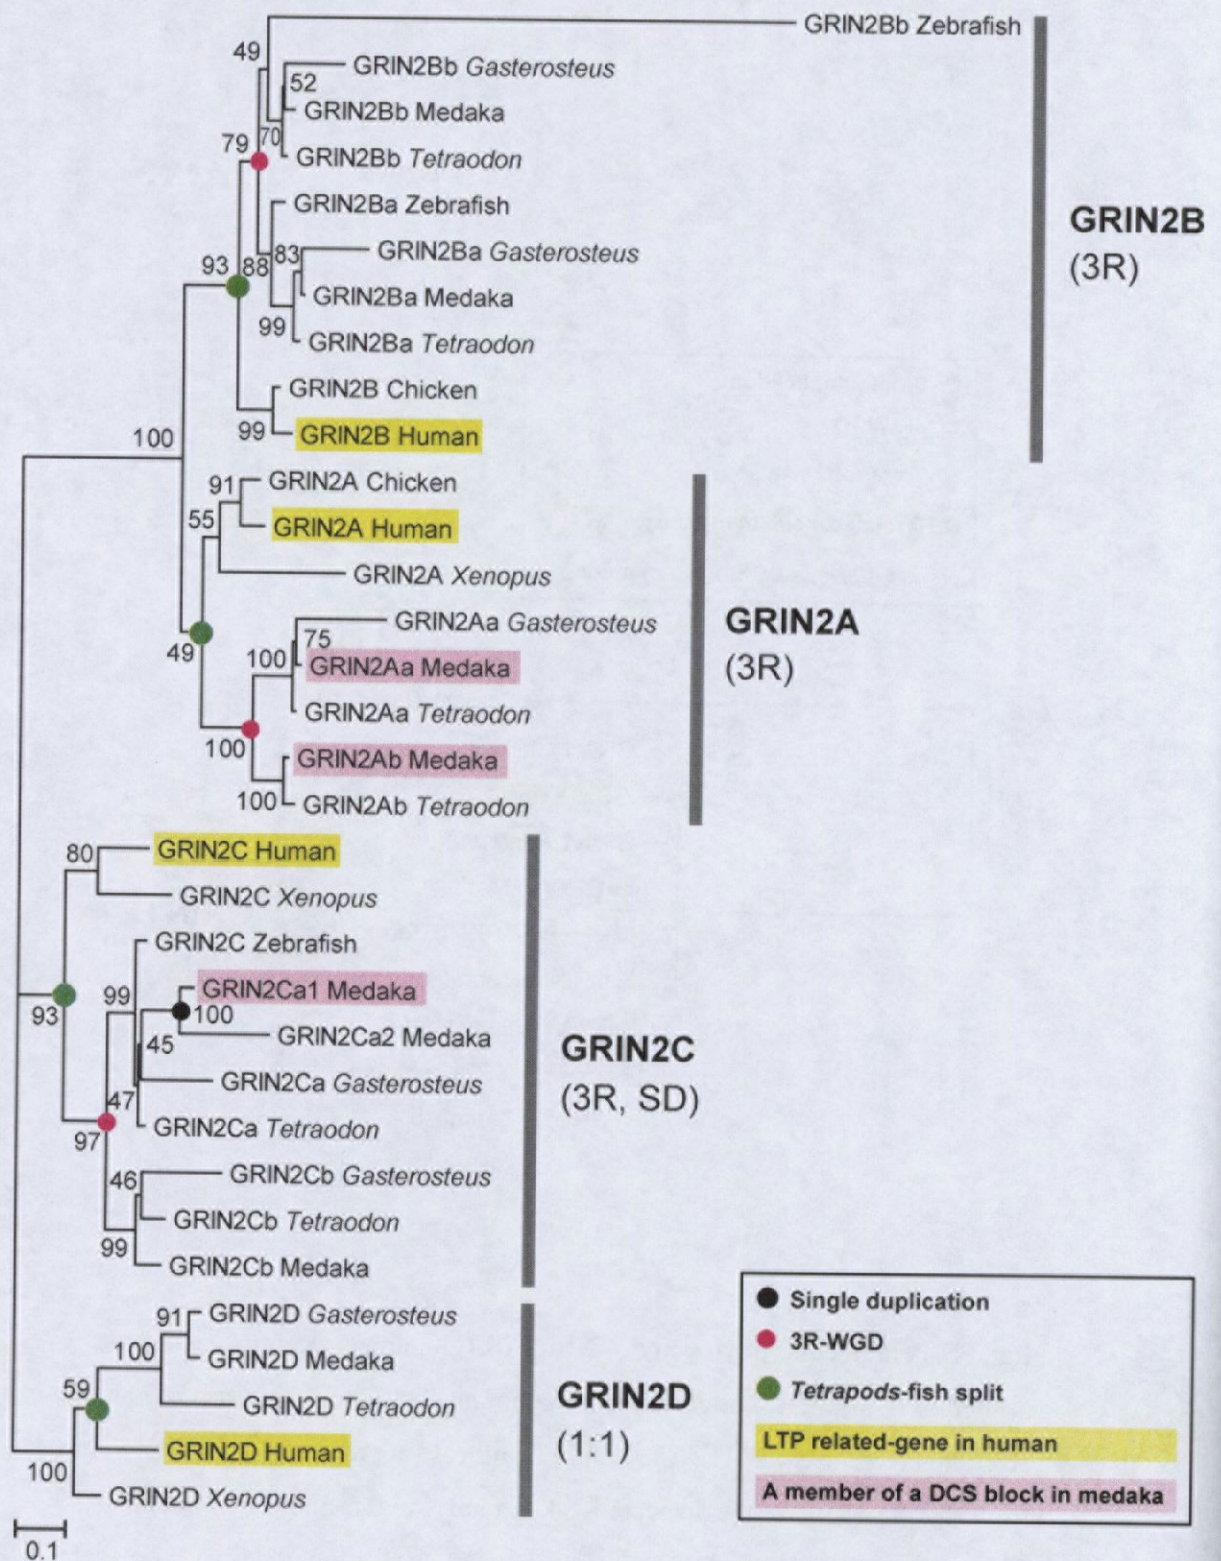 GRIN2Bb Zebrafish
49
GRIN2Bb Gasterosteus
52
GRIN2Bb Medaka
79
70
GRIN2Bb Tetraodon
GRIN2Ba Zebrafish
GRIN2B
(3R)
93
88
83
GRIN2Ba Gasterosteus
GRIN2Ba Medaka
99
GRIN2Ba Tetraodon
GRIN2B Chicken
100
99
GRIN2B Human
91
GRIN2A Chicken
55
GRIN2A Human
GRIN2A Xenopus
GRIN2Aa Gasterosteus
75
GRIN2A
(3R)
49
100
GRIN2Aa Medaka
GRIN2Aa Tetraodon
100
GRIN2Ab Medaka
100
GRIN2Ab Tetraodon
80
GRIN2C Human
GRIN2C Xenopus
GRIN2C Zebrafish
99
GRIN2Ca1 Medaka
93
100
GRIN2Ca2 Medaka
45
GRIN2C
(3R, SD)
GRIN2Ca Gasterosteus
47
GRIN2Ca Tetraodon
97
46
GRIN2Cb Gasterosteus
GRIN2Cb Tetraodon
99
GRIN2Cb Medaka
91
GRIN2D Gasterosteus
100
GRIN2D Medaka
59
GRIN2D Tetraodon
GRIN2D
(1:1)
GRIN2D Human
100
GRIN2D Xenopus
0.1
Single duplication
3R-WGD
Tetrapods-fish split
LTP related-gene in human
A member of a DCS block in medaka